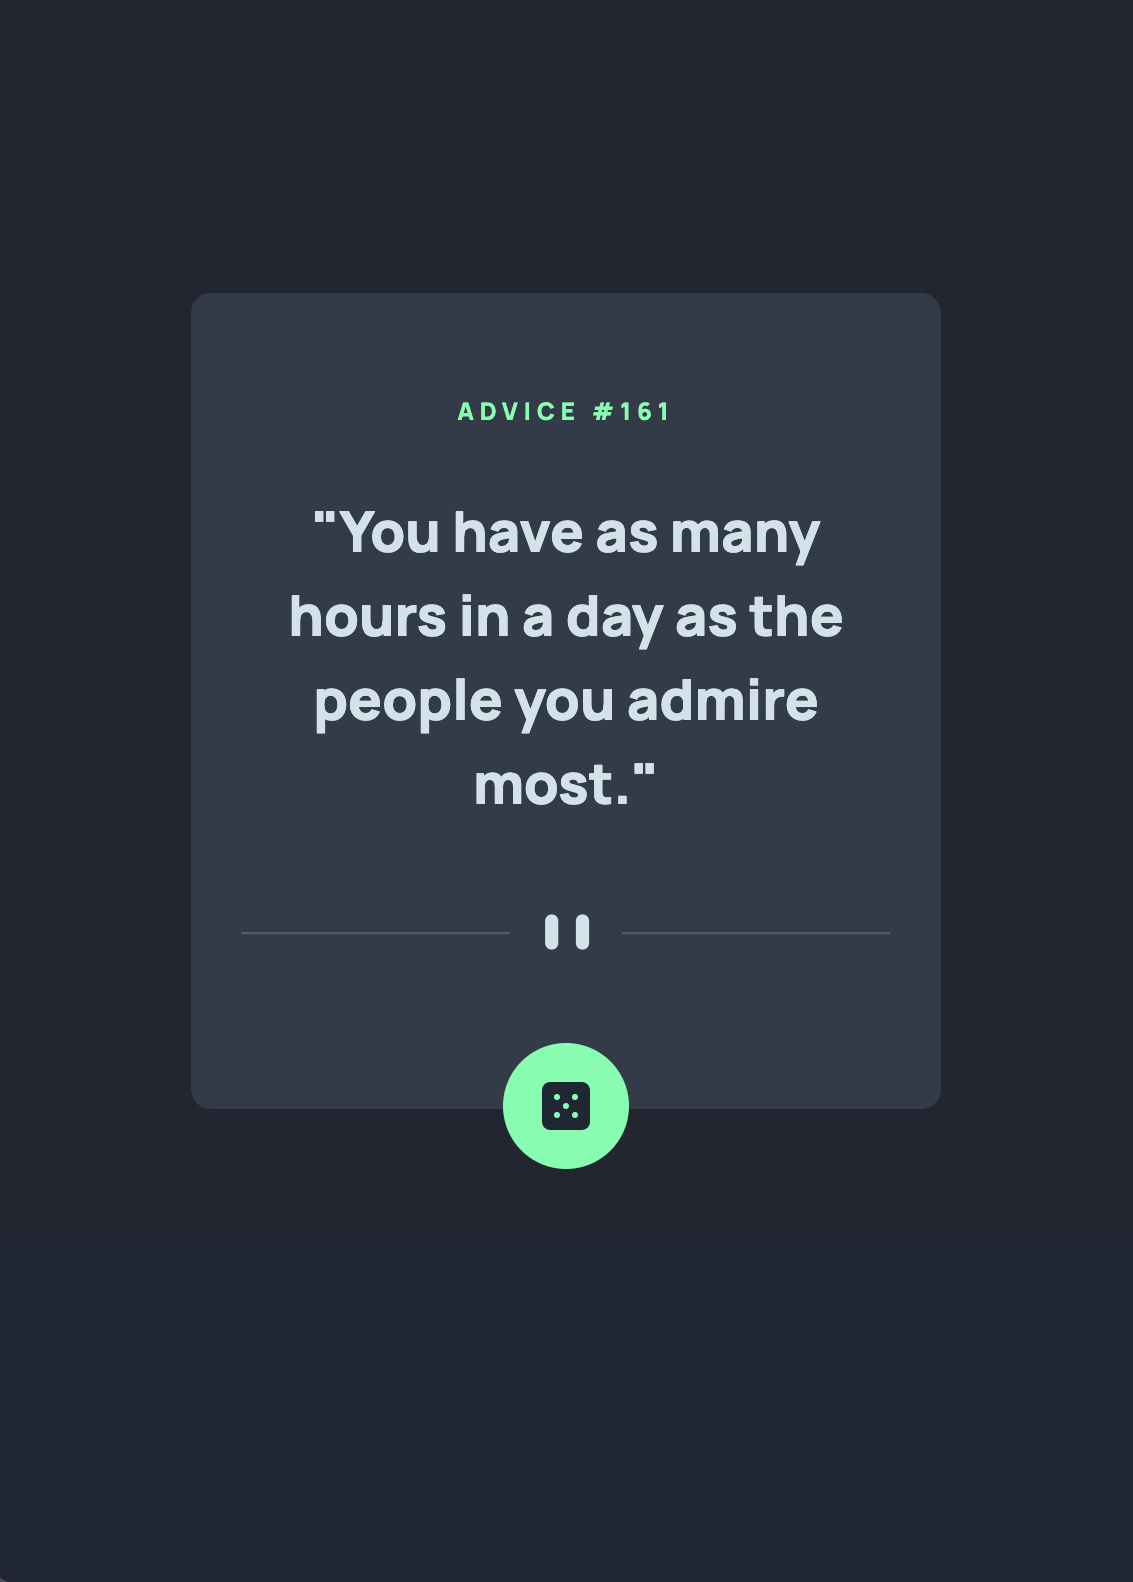 ADVICE #161
"You have as many
hours in a day as the
people you admire
most."